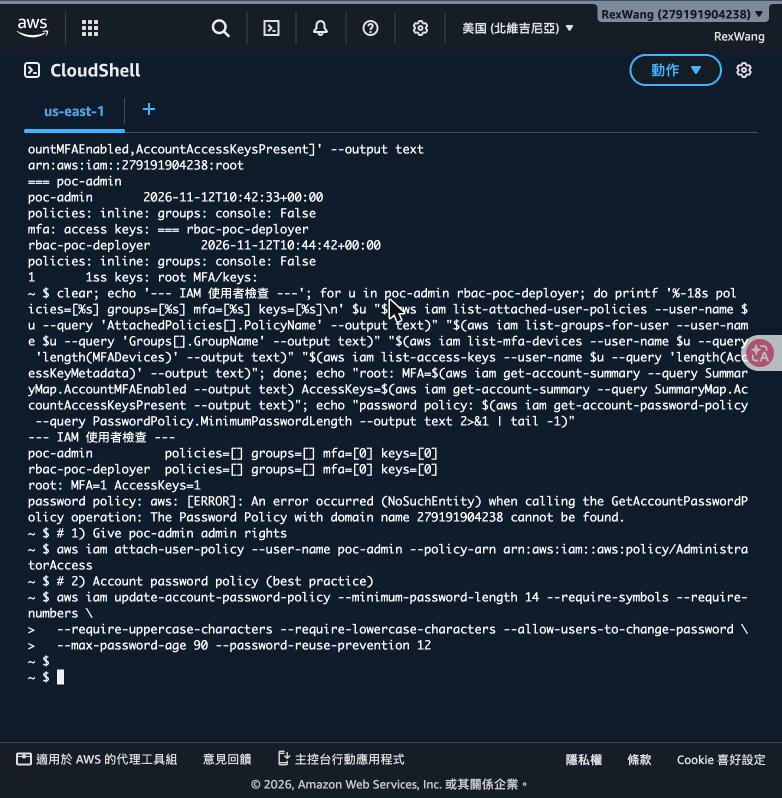 aws
美国 (北維吉尼亞) ▼
RexWang (279191904238) ▼
RexWang
CloudShell
動作 ▼
us-east-1
+
ountMFAEnabled,AccountAccessKeysPresent]' --output text
arn:aws:iam::279191904238:root
=== poc-admin
poc-admin       2026-11-12T10:42:33+00:00
policies: inline: groups: console: False
mfa: access keys: === rbac-poc-deployer
rbac-poc-deployer       2026-11-12T10:44:42+00:00
policies: inline: groups: console: False
1       1ss keys: root MFA/keys:
~ $ clear; echo '--- IAM 使用者檢查 ---'; for u in poc-admin rbac-poc-deployer; do printf '%-18s pol
icies=[%s] groups=[%s] mfa=[%s] keys=[%s]\n' $u "$(aws iam list-attached-user-policies --user-name $
u --query 'AttachedPolicies[].PolicyName' --output text)" "$(aws iam list-groups-for-user --user-nam
e $u --query 'Groups[].GroupName' --output text)" "$(aws iam list-mfa-devices --user-name $u --query
 'length(MFADevices)' --output text)" "$(aws iam list-access-keys --user-name $u --query 'length(Acc
essKeyMetadata)' --output text)"; done; echo "root: MFA=$(aws iam get-account-summary --query Summar
yMap.AccountMFAEnabled --output text) AccessKeys=$(aws iam get-account-summary --query SummaryMap.Ac
countAccessKeysPresent --output text)"; echo "password policy: $(aws iam get-account-password-policy
 --query PasswordPolicy.MinimumPasswordLength --output text 2>&1 | tail -1)"
--- IAM 使用者檢查 ---
poc-admin          policies=[] groups=[] mfa=[0] keys=[0]
rbac-poc-deployer  policies=[] groups=[] mfa=[0] keys=[0]
root: MFA=1 AccessKeys=1
password policy: aws: [ERROR]: An error occurred (NoSuchEntity) when calling the GetAccountPasswordP
olicy operation: The Password Policy with domain name 279191904238 cannot be found.
~ $ # 1) Give poc-admin admin rights
~ $ aws iam attach-user-policy --user-name poc-admin --policy-arn arn:aws:iam::aws:policy/Administra
torAccess
~ $ # 2) Account password policy (best practice)
~ $ aws iam update-account-password-policy --minimum-password-length 14 --require-symbols --require-
numbers \
>   --require-uppercase-characters --require-lowercase-characters --allow-users-to-change-password \
>   --max-password-age 90 --password-reuse-prevention 12
~ $
~ $
適用於 AWS 的代理工具組
意見回饋
主控台行動應用程式
隱私權
條款
Cookie 喜好設定
© 2026, Amazon Web Services, Inc. 或其關係企業。